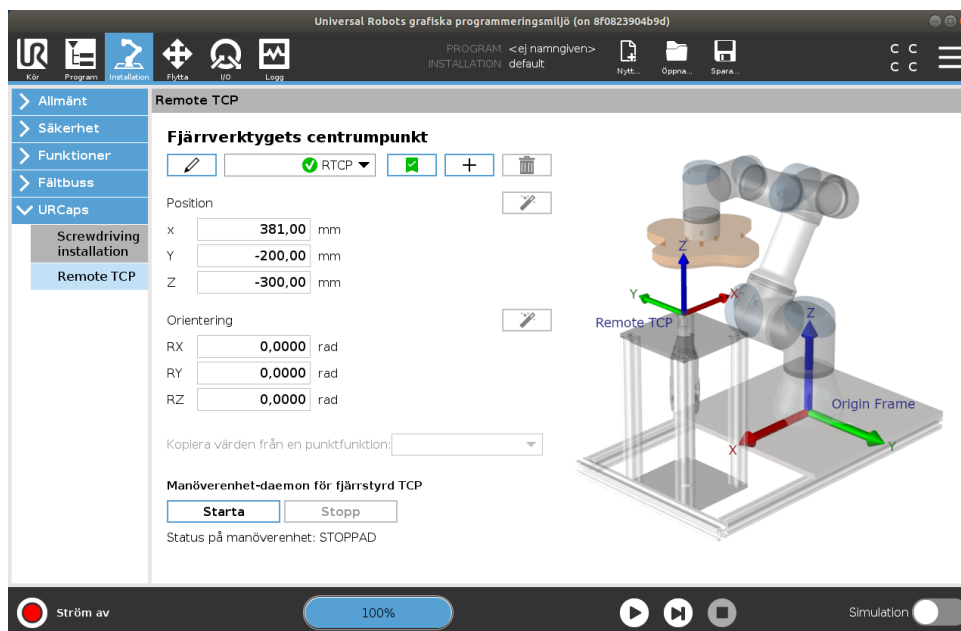 Universal Robots grafiska programmeringsmiljö (on 8f0823904b9d)
UR
Kör
Program
Installation
Flytta
I/O
Logg
PROGRAM <ej namngiven>
INSTALLATION default
Nytt...
Öppna...
Spara...
C C
C C
Allmänt
Säkerhet
Funktioner
Fältbuss
URCaps
Screwdriving
installation
Remote TCP
Remote TCP
Fjärrverktygets centrumpunkt
RTCP
Position
X 381,00 mm
Y -200,00 mm
Z -300,00 mm
Orientering
RX 0,0000 rad
RY 0,0000 rad
RZ 0,0000 rad
Kopiera värden från en punktfunktion:
Manöverenhet-daemon för fjärrstyrd TCP
Starta Stopp
Status på manöverenhet: STOPPAD
Z
Y
X
Remote TCP
Z
Origin Frame
X
Y
Ström av
100%
Simulation